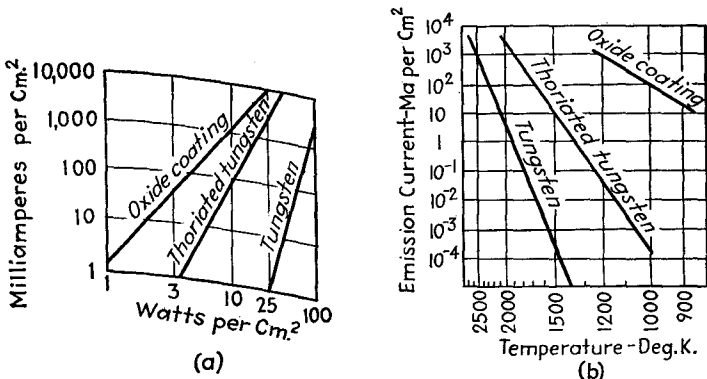 10,000
1,000
100
10
1
Milliamperes per Cm.²
Oxide coating
Thoriated tungsten
Tungsten
1
3
10
25
100
Watts per Cm.²
(a)
10⁴
10³
10²
10
1
10⁻¹
10⁻²
10⁻³
10⁻⁴
Emission Current-Ma per Cm²
Oxide coating
Thoriated tungsten
Tungsten
2500
2000
1500
1200
1000
900
Temperature-Deg.K.
(b)